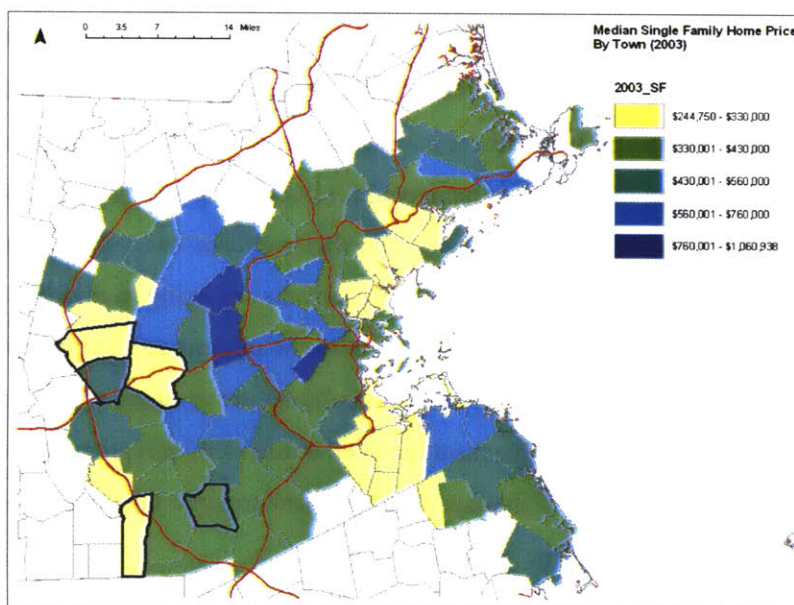 0 3.5 7 14 Miles
Median Single Family Home Price
By Town (2003)
2003_SF
$244,750 - $330,000
$330,001 - $430,000
$430,001 - $560,000
$560,001 - $760,000
$760,001 - $1,060,938